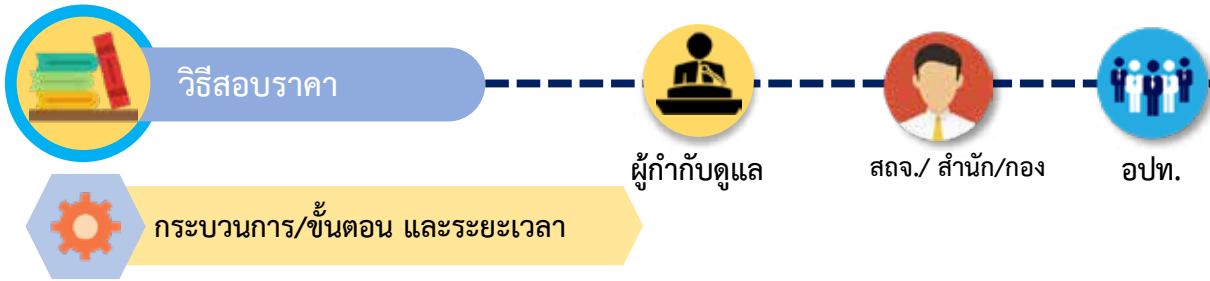 วิธีสอบราคา
ผู้กำกับดูแล
สถจ./ สำนัก/กอง
อปท.
กระบวนการ/ขั้นตอน และระยะเวลา